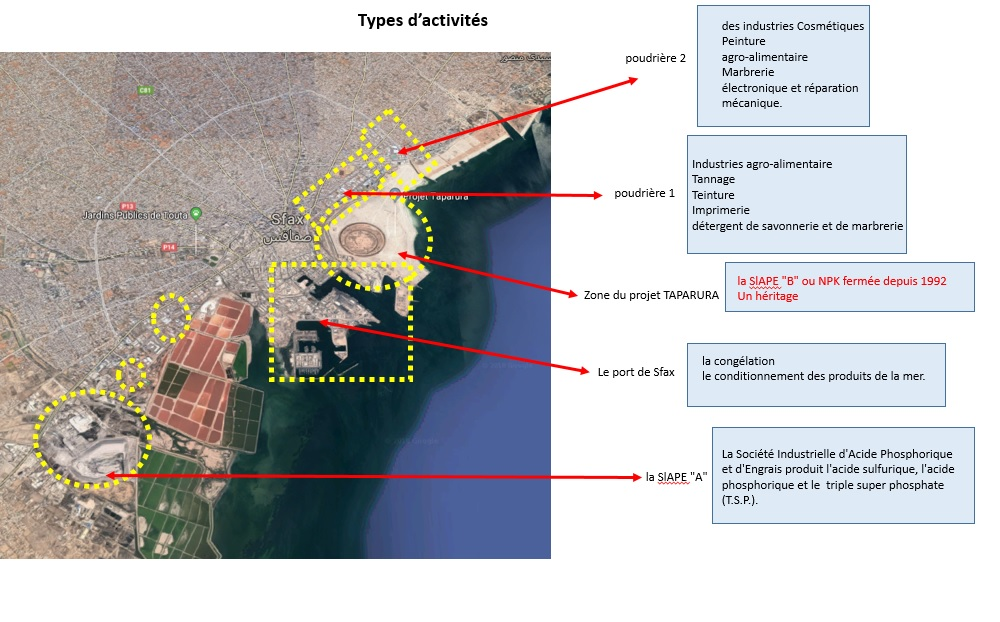 Types d’activités
des industries Cosmétiques
Peinture
agro-alimentaire
Marbrerie
électronique et réparation
mécanique.
poudrière 2
Industries agro-alimentaire
Tannage
Teinture
Imprimerie
détergent de savonnerie et de marbrerie
poudrière 1
la SIAPE "B" ou NPK fermée depuis 1992
Un héritage
Zone du projet TAPARURA
la congélation
le conditionnement des produits de la mer.
Le port de Sfax
La Société Industrielle d'Acide Phosphorique
et d'Engrais produit l'acide sulfurique, l'acide
phosphorique et le triple super phosphate
(T.S.P.).
la SIAPE "A"
C81
Projet Taparura
P13
Jardins Publics de Touta
Sfax
صفاقس
P14